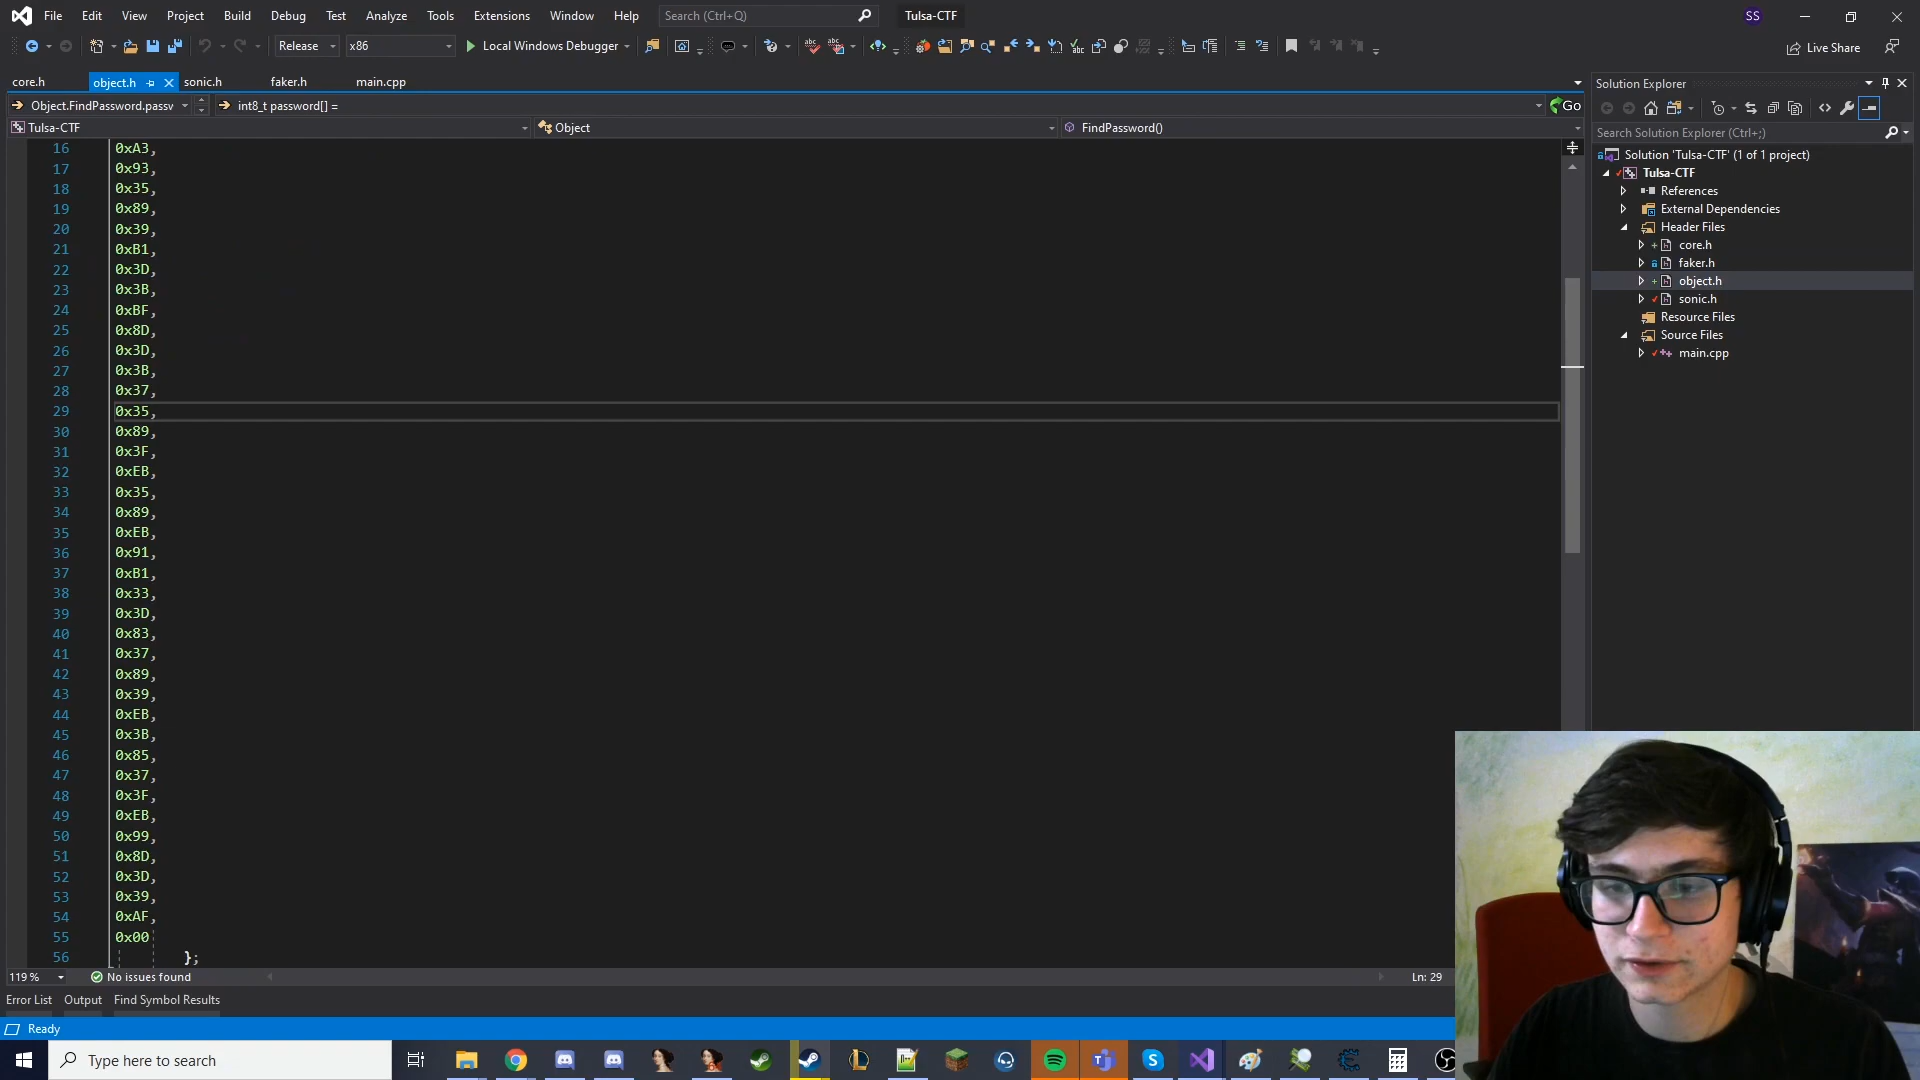 File Edit View Project Build Debug Test Analyze Tools Extensions Window Help Search (Ctrl+Q) Tulsa-CTF SS
Release x86 Local Windows Debugger Live Share
core.h object.h sonic.h faker.h main.cpp
Object.FindPassword.passv int8_t password[] = Go
Tulsa-CTF Object FindPassword()
16 0xA3,
17 0x93,
18 0x35,
19 0x89,
20 0x39,
21 0xB1,
22 0x3D,
23 0x3B,
24 0xBF,
25 0x8D,
26 0x3D,
27 0x3B,
28 0x37,
29 0x35,
30 0x89,
31 0x3F,
32 0xEB,
33 0x35,
34 0x89,
35 0xEB,
36 0x91,
37 0xB1,
38 0x33,
39 0x3D,
40 0x83,
41 0x37,
42 0x89,
43 0x39,
44 0xEB,
45 0x3B,
46 0x85,
47 0x37,
48 0x3F,
49 0xEB,
50 0x99,
51 0x8D,
52 0x3D,
53 0x39,
54 0xAF,
55 0x00
56 };
119 % No issues found Ln: 29
Error List Output Find Symbol Results
Ready
Solution Explorer
Search Solution Explorer (Ctrl+;)
Solution 'Tulsa-CTF' (1 of 1 project)
Tulsa-CTF
References
External Dependencies
Header Files
core.h
faker.h
object.h
sonic.h
Resource Files
Source Files
main.cpp
Type here to search